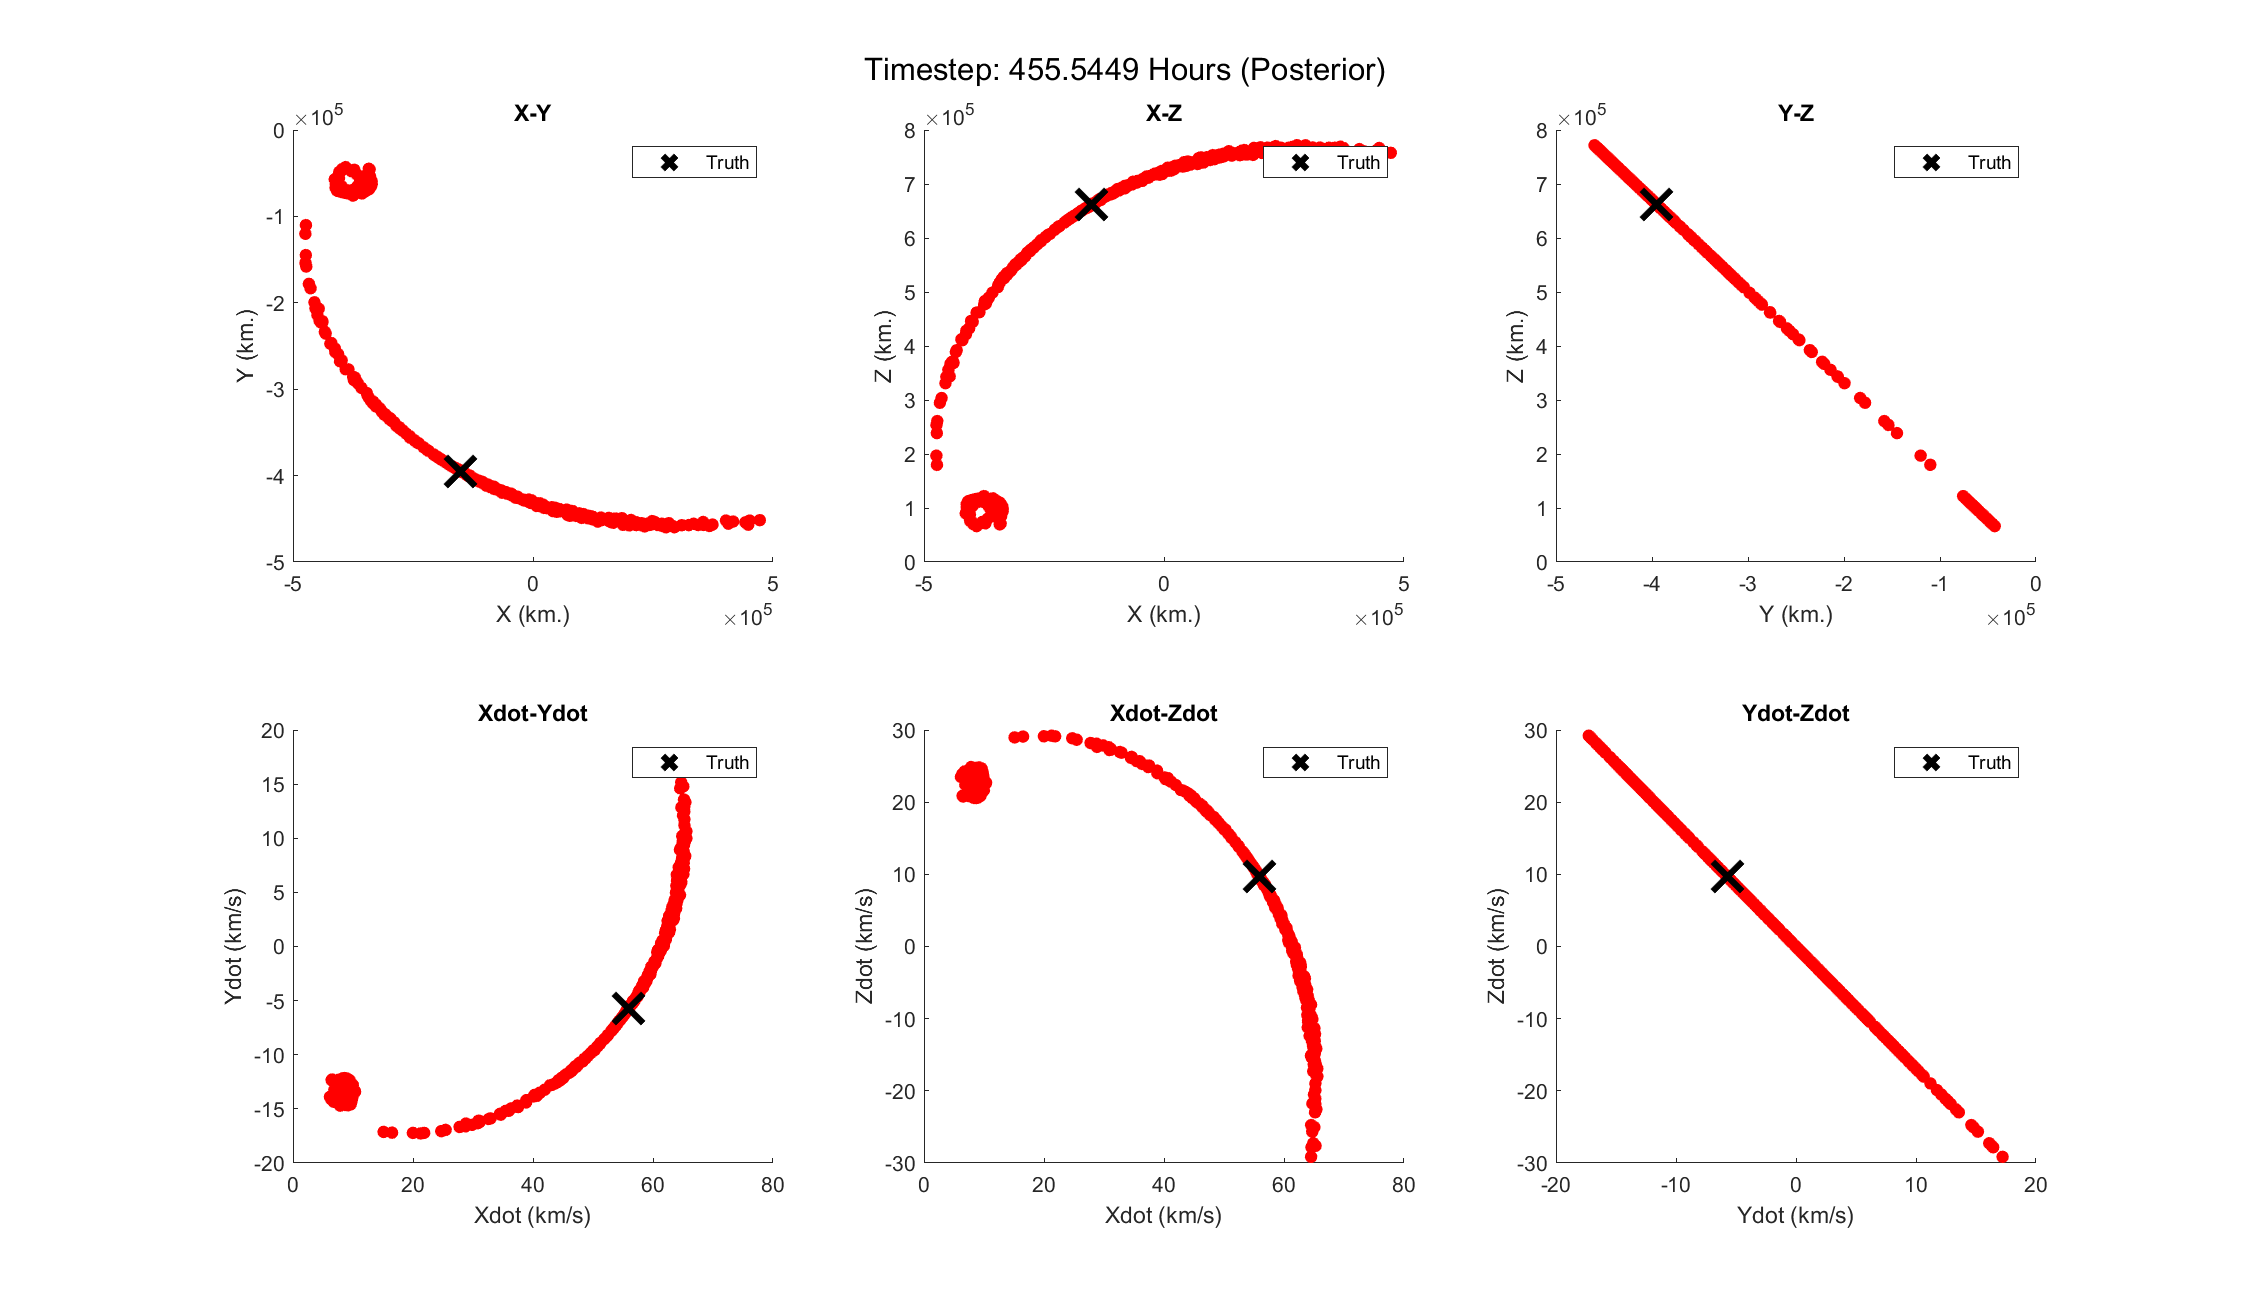 Timestep: 455.5449 Hours (Posterior)
X-Y
×10^5
0
-1
-2
-3
-4
-5
Y (km.)
-5 0 5
X (km.)
×10^5
Truth
X-Z
×10^5
8
7
6
5
4
3
2
1
0
Z (km.)
-5 0 5
X (km.)
×10^5
Truth
Y-Z
×10^5
8
7
6
5
4
3
2
1
0
Z (km.)
-5 -4 -3 -2 -1 0
Y (km.)
×10^5
Truth
Xdot-Ydot
20
15
10
5
0
-5
-10
-15
-20
Ydot (km/s)
0 20 40 60 80
Xdot (km/s)
Truth
Xdot-Zdot
30
20
10
0
-10
-20
-30
Zdot (km/s)
0 20 40 60 80
Xdot (km/s)
Truth
Ydot-Zdot
30
20
10
0
-10
-20
-30
Zdot (km/s)
-20 -10 0 10 20
Ydot (km/s)
Truth